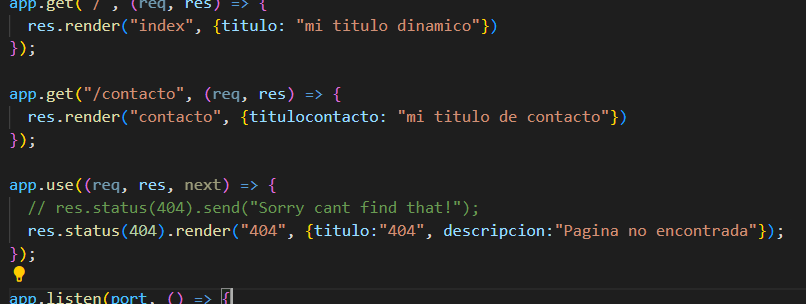 app.get("/", (req, res) => {
  res.render("index", {titulo: "mi titulo dinamico"})
});
app.get("/contacto", (req, res) => {
  res.render("contacto", {titulocontacto: "mi titulo de contacto"})
});
app.use((req, res, next) => {
  // res.status(404).send("Sorry cant find that!");
  res.status(404).render("404", {titulo:"404", descripcion:"Pagina no encontrada"});
});
app.listen(port, () => {